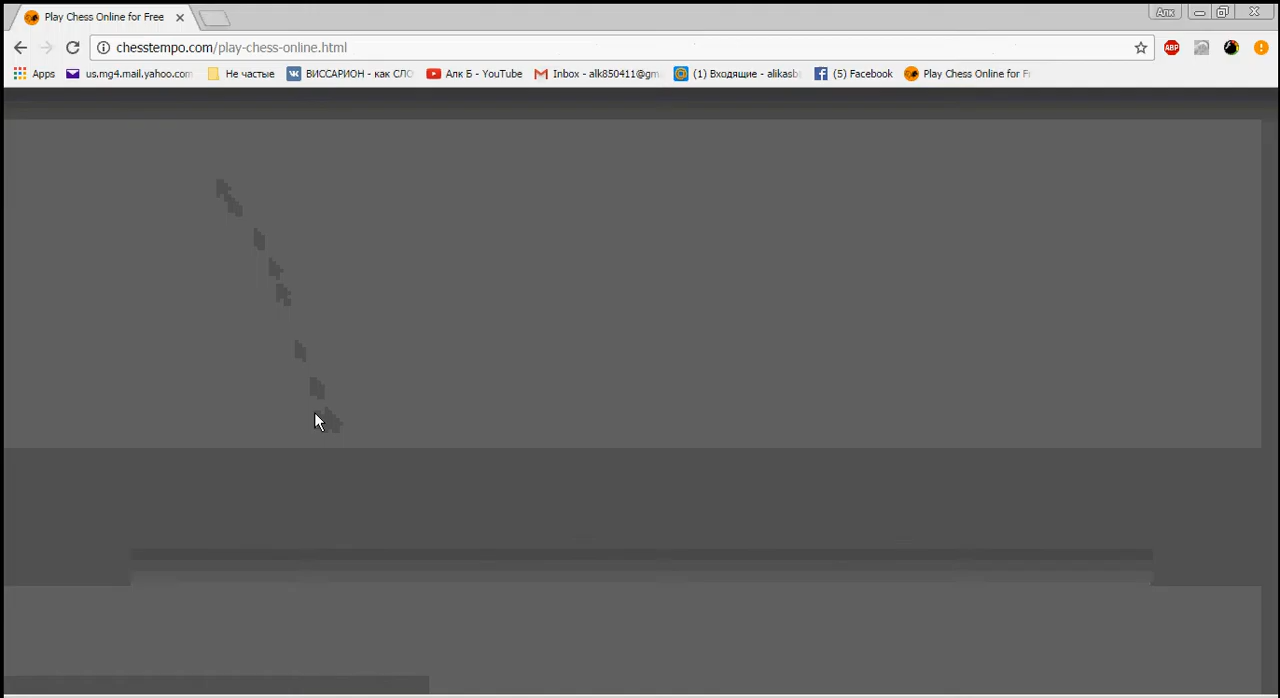 Play Chess Online for Free
Алк
chesstempo.com/play-chess-online.html
ABP
Apps us.mg4.mail.yahoo.com Не частые ВИССАРИОН - как СЛО Алк Б - YouTube Inbox - alk850411@gm (1) Входящие - alikasb (5) Facebook Play Chess Online for Fr